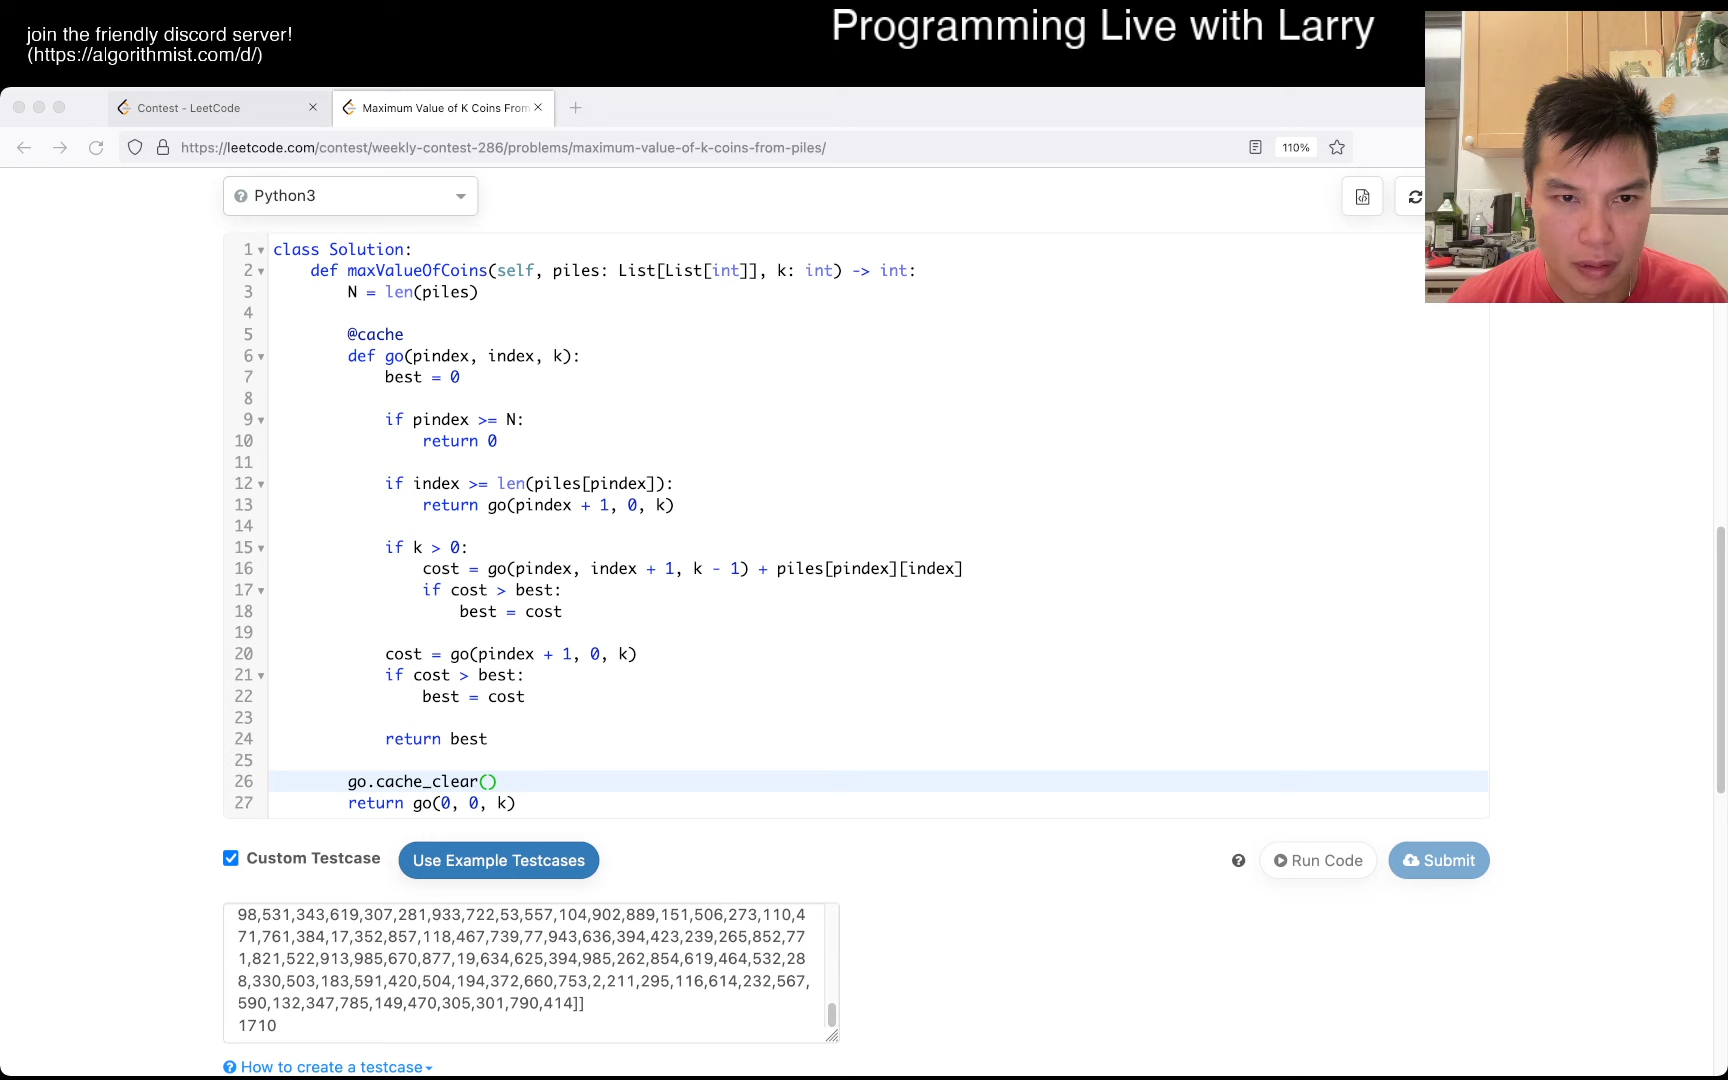 join the friendly discord server!
(https://algorithmist.com/d/)
Programming Live with Larry
Contest - LeetCode
Maximum Value of K Coins From
https://leetcode.com/contest/weekly-contest-286/problems/maximum-value-of-k-coins-from-piles/
110%
Python3
1 class Solution:
2 def maxValueOfCoins(self, piles: List[List[int]], k: int) -> int:
3 N = len(piles)
4
5 @cache
6 def go(pindex, index, k):
7 best = 0
8
9 if pindex >= N:
10 return 0
11
12 if index >= len(piles[pindex]):
13 return go(pindex + 1, 0, k)
14
15 if k > 0:
16 cost = go(pindex, index + 1, k - 1) + piles[pindex][index]
17 if cost > best:
18 best = cost
19
20 cost = go(pindex + 1, 0, k)
21 if cost > best:
22 best = cost
23
24 return best
25
26 go.cache_clear()
27 return go(0, 0, k)
Custom Testcase
Use Example Testcases
Run Code
Submit
98,531,343,619,307,281,933,722,53,557,104,902,889,151,506,273,110,4
71,761,384,17,352,857,118,467,739,77,943,636,394,423,239,265,852,77
1,821,522,913,985,670,877,19,634,625,394,985,262,854,619,464,532,28
8,330,503,183,591,420,504,194,372,660,753,2,211,295,116,614,232,567,
590,132,347,785,149,470,305,301,790,414]]
1710
How to create a testcase